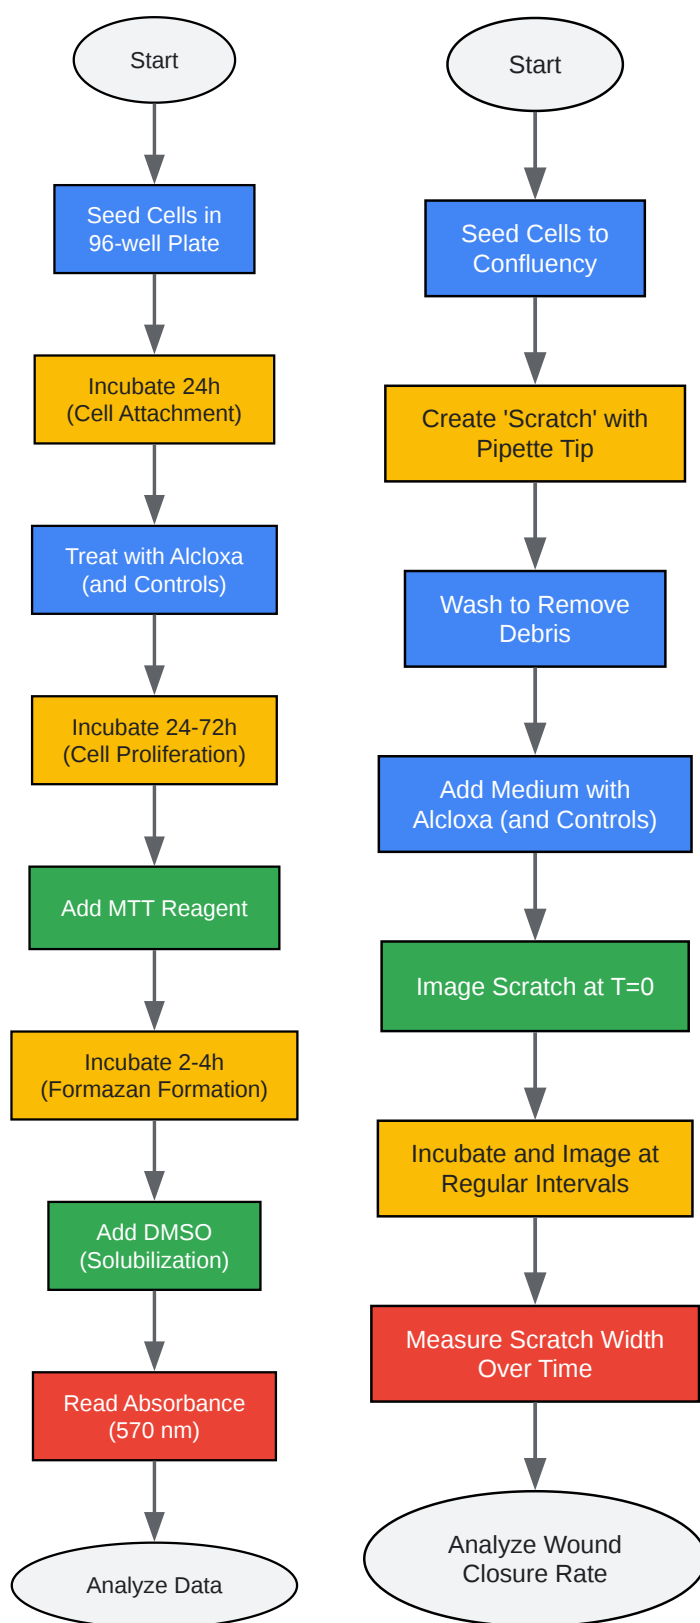 Start
Seed Cells in
96-well Plate
Incubate 24h
(Cell Attachment)
Treat with Alcloxa
(and Controls)
Incubate 24-72h
(Cell Proliferation)
Add MTT Reagent
Incubate 2-4h
(Formazan Formation)
Add DMSO
(Solubilization)
Read Absorbance
(570 nm)
Analyze Data
Start
Seed Cells to
Confluency
Create 'Scratch' with
Pipette Tip
Wash to Remove
Debris
Add Medium with
Alcloxa (and Controls)
Image Scratch at T=0
Incubate and Image at
Regular Intervals
Measure Scratch Width
Over Time
Analyze Wound
Closure Rate